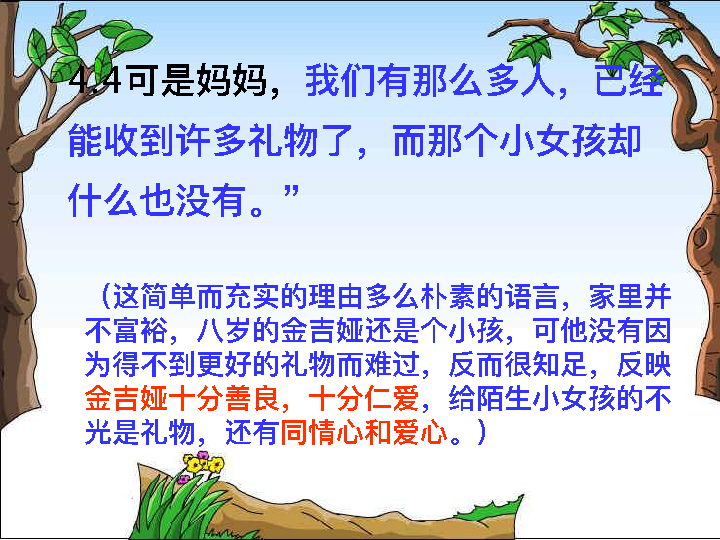 4.4可是妈妈，我们有那么多人，已经
能收到许多礼物了，而那个小女孩却
什么也没有。”
（这简单而充实的理由多么朴素的语言，家里并
不富裕，八岁的金吉娅还是个小孩，可他没有因
为得不到更好的礼物而难过，反而很知足，反映
金吉娅十分善良，十分仁爱，给陌生小女孩的不
光是礼物，还有同情心和爱心。）